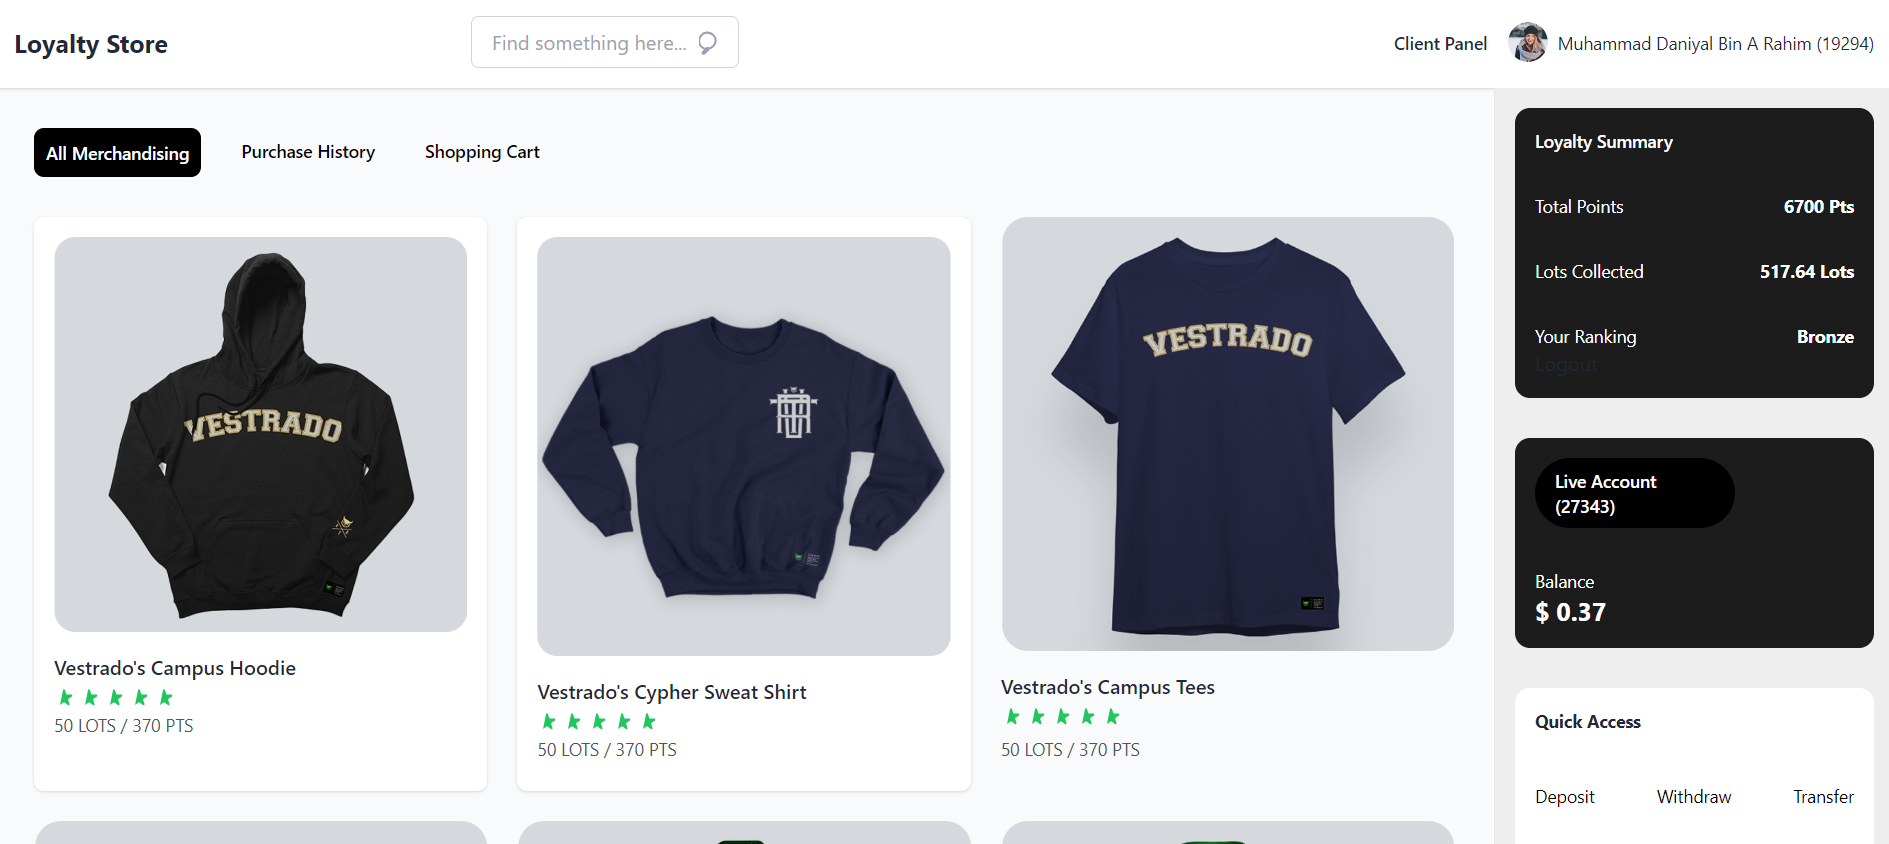 Loyalty Store
Find something here...
Client Panel
Muhammad Daniyal Bin A Rahim (19294)
All Merchandising
Purchase History
Shopping Cart
VESTRADO
Vestrado's Campus Hoodie
50 LOTS / 370 PTS
Vestrado's Cypher Sweat Shirt
50 LOTS / 370 PTS
VESTRADO
Vestrado's Campus Tees
50 LOTS / 370 PTS
Loyalty Summary
Total Points 6700 Pts
Lots Collected 517.64 Lots
Your Ranking Bronze
Logout
Live Account
(27343)
Balance
$ 0.37
Quick Access
Deposit Withdraw Transfer